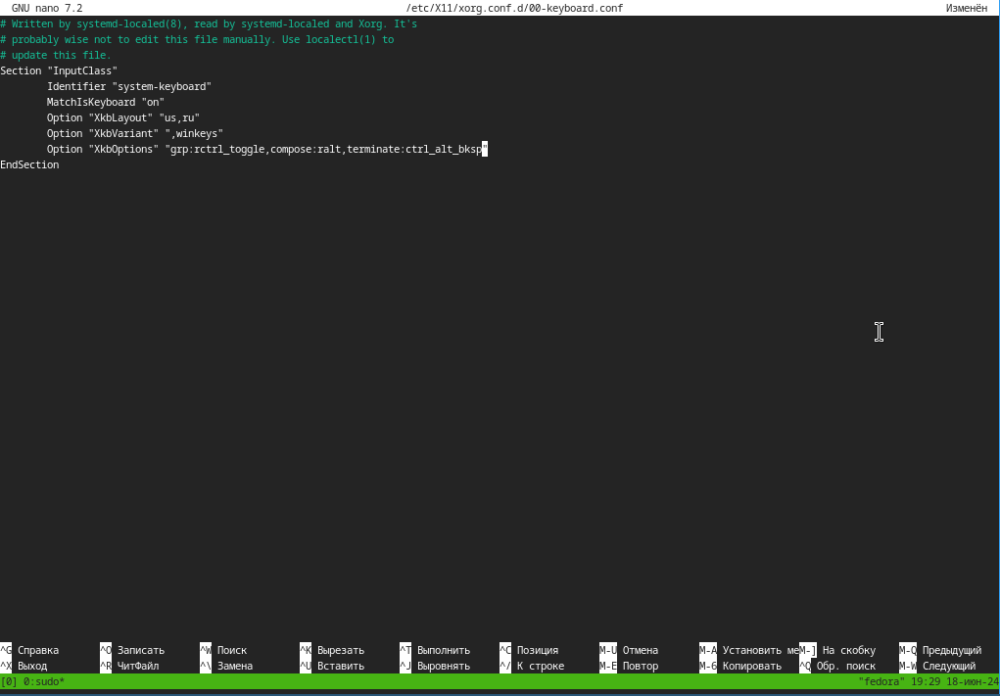 GNU nano 7.2 /etc/X11/xorg.conf.d/00-keyboard.conf Изменён
# Written by systemd-localed(8), read by systemd-localed and Xorg. It's
# probably wise not to edit this file manually. Use localectl(1) to
# update this file.
Section "InputClass"
        Identifier "system-keyboard"
        MatchIsKeyboard "on"
        Option "XkbLayout" "us,ru"
        Option "XkbVariant" ",winkeys"
        Option "XkbOptions" "grp:rctrl_toggle,compose:ralt,terminate:ctrl_alt_bksp"
EndSection
^G Справка ^O Записать ^W Поиск ^K Вырезать ^T Выполнить ^C Позиция M-U Отмена M-A Установить ме M-] На скобку M-Q Предыдущий
^X Выход ^R ЧитФайл ^\ Замена ^U Вставить ^J Выровнять ^/ К строке M-E Повтор M-6 Копировать ^Q Обр. поиск M-W Следующий
[0] 0:sudo* "fedora" 19:29 18-июн-24